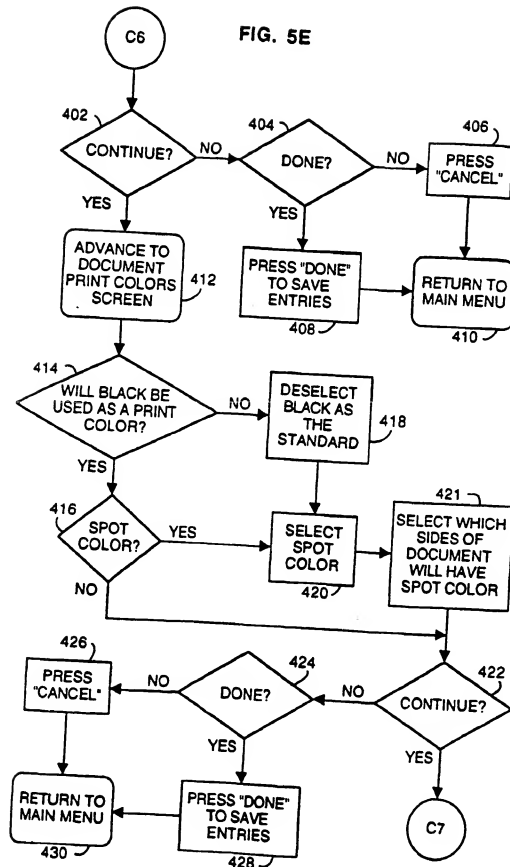 C6
FIG. 5E
402
CONTINUE?
NO
404
DONE?
NO
406
PRESS
"CANCEL"
YES
YES
ADVANCE TO
DOCUMENT
PRINT COLORS
SCREEN
412
PRESS "DONE"
TO SAVE
ENTRIES
408
RETURN TO
MAIN MENU
410
414
WILL BLACK BE
USED AS A PRINT
COLOR?
NO
DESELECT
BLACK AS
THE
STANDARD
418
YES
416
SPOT
COLOR?
YES
SELECT
SPOT
COLOR
420
421
SELECT WHICH
SIDES OF
DOCUMENT
WILL HAVE
SPOT COLOR
NO
426
PRESS
"CANCEL"
NO
424
DONE?
NO
422
CONTINUE?
YES
YES
RETURN TO
MAIN MENU
430
PRESS "DONE"
TO SAVE
ENTRIES
428
C7